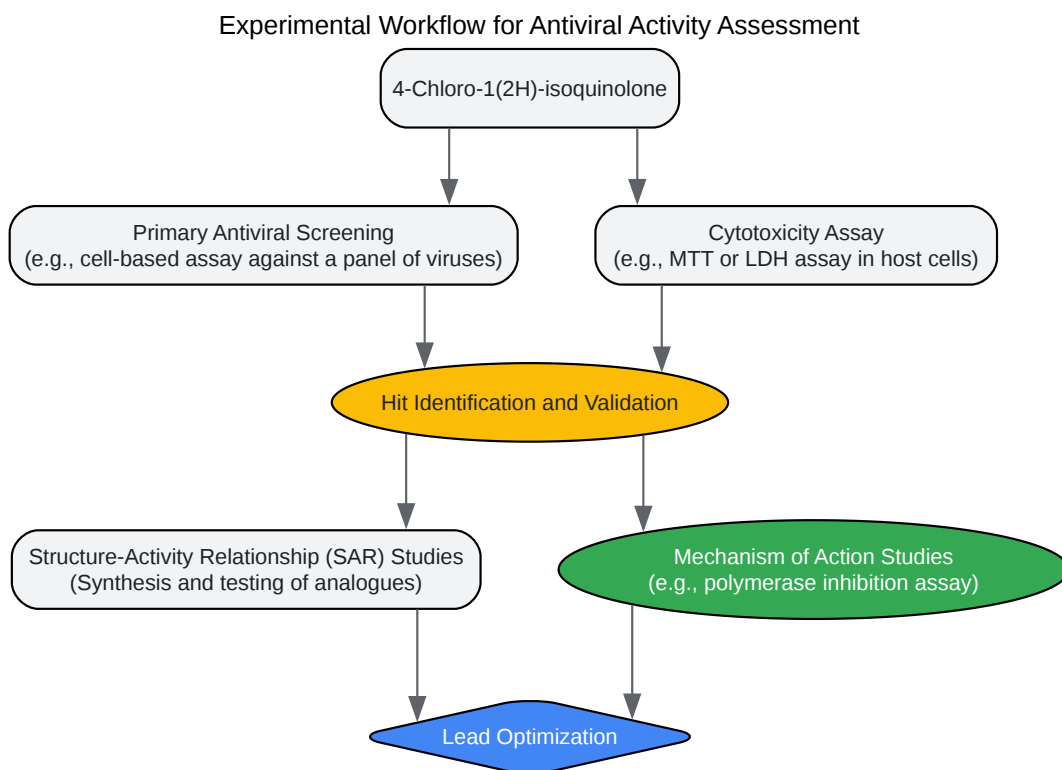 Experimental Workflow for Antiviral Activity Assessment
4-Chloro-1(2H)-isoquinolone
Primary Antiviral Screening
(e.g., cell-based assay against a panel of viruses)
Cytotoxicity Assay
(e.g., MTT or LDH assay in host cells)
Hit Identification and Validation
Structure-Activity Relationship (SAR) Studies
(Synthesis and testing of analogues)
Mechanism of Action Studies
(e.g., polymerase inhibition assay)
Lead Optimization